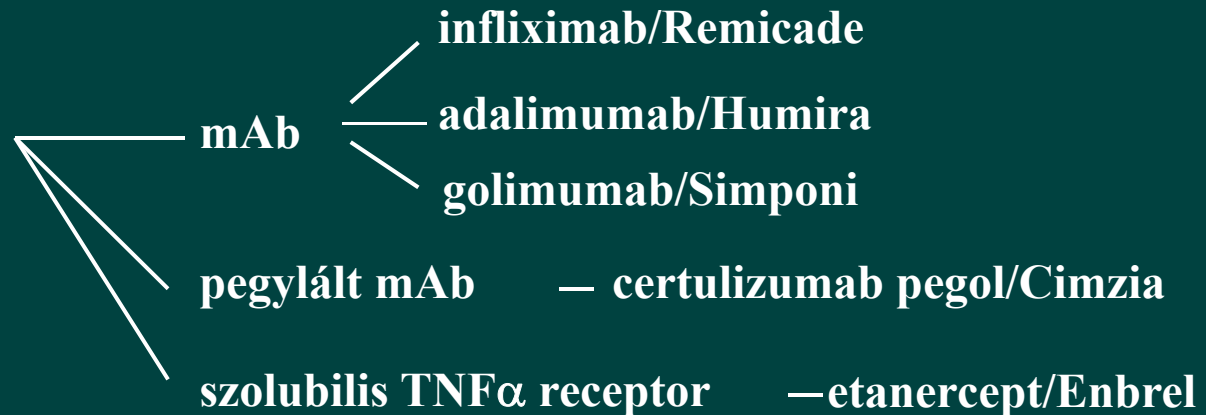 infliximab/Remicade
mAb
adalimumab/Humira
golimumab/Simponi
pegylált mAb — certulizumab pegol/Cimzia
szolubilis TNFα receptor —etanercept/Enbrel